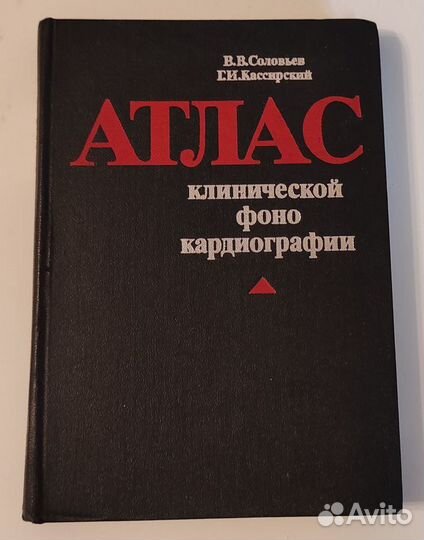 В.В.Соловьев
Г.И.Кассирский
АТЛАС
клинической
фоно
кардиографии
Avito